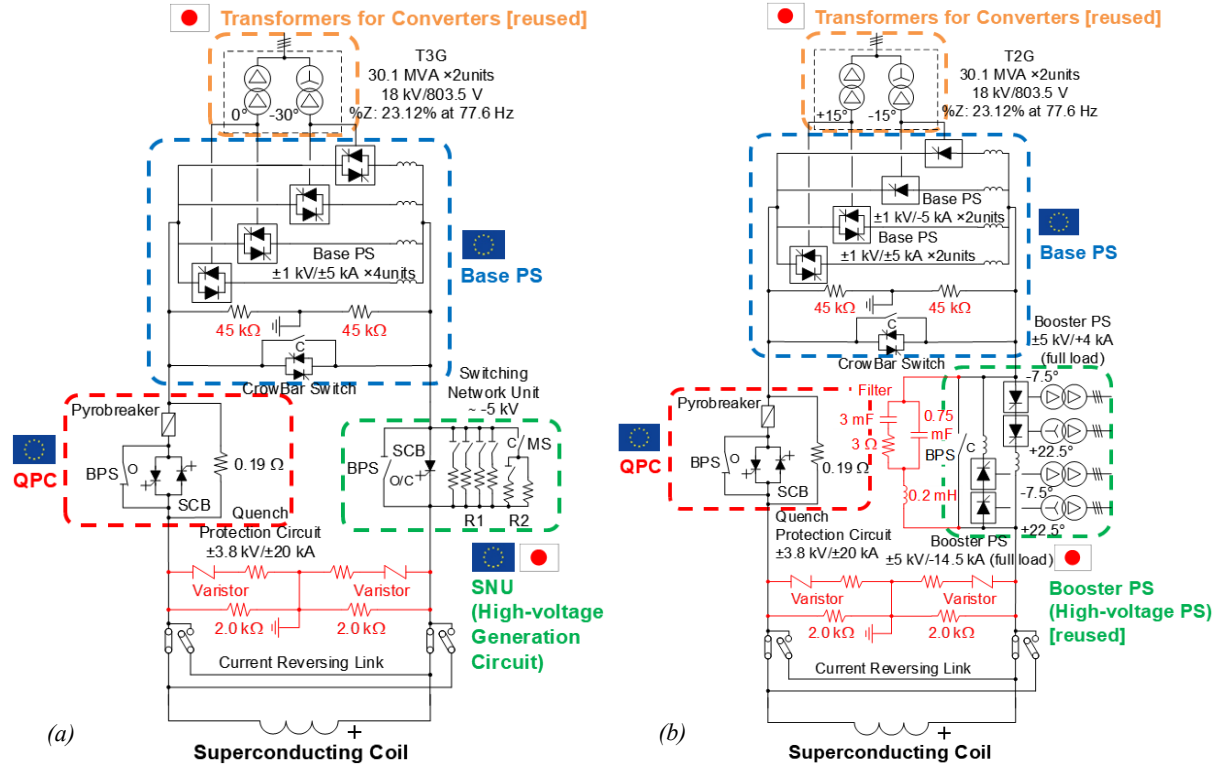 Transformers for Converters [reused]
T3G
30.1 MVA ×2units
18 kV/803.5 V
%Z: 23.12% at 77.6 Hz
0°
-30°
Base PS
±1 kV/±5 kA ×4units
Base PS
45 kΩ
45 kΩ
C
CrowBar Switch
Switching
Network Unit
~ -5 kV
Pyrobreaker
QPC
BPS
O
SCB
0.19 Ω
BPS
SCB
O/C
C
MS
R1
R2
Quench
Protection Circuit
±3.8 kV/±20 kA
SNU
(High-voltage
Generation
Circuit)
Varistor
Varistor
2.0 kΩ
2.0 kΩ
Current Reversing Link
+
(a)
Superconducting Coil
Transformers for Converters [reused]
T2G
30.1 MVA ×2units
18 kV/803.5 V
%Z: 23.12% at 77.6 Hz
+15°
-15°
Base PS
±1 kV/-5 kA ×2units
Base PS
±1 kV/±5 kA ×2units
Base PS
45 kΩ
45 kΩ
C
CrowBar Switch
Booster PS
±5 kV/+4 kA
(full load)
Pyrobreaker
QPC
BPS
O
SCB
0.19 Ω
Filter
3 mF
3 Ω
0.75
mF
0.2 mH
BPS
C
-7.5°
+22.5°
-7.5°
+22.5°
Quench
Protection Circuit
±3.8 kV/±20 kA
Booster PS
±5 kV/-14.5 kA (full load)
Booster PS
(High-voltage PS)
[reused]
Varistor
Varistor
2.0 kΩ
2.0 kΩ
Current Reversing Link
+
(b)
Superconducting Coil